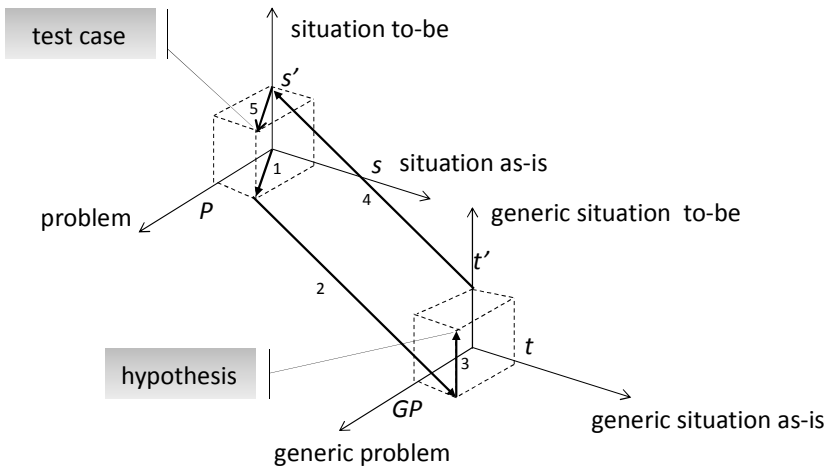 situation to-be
test case
s'
5
1
s situation as-is
4
problem
P
generic situation to-be
t'
2
t
3
hypothesis
GP
generic situation as-is
generic problem